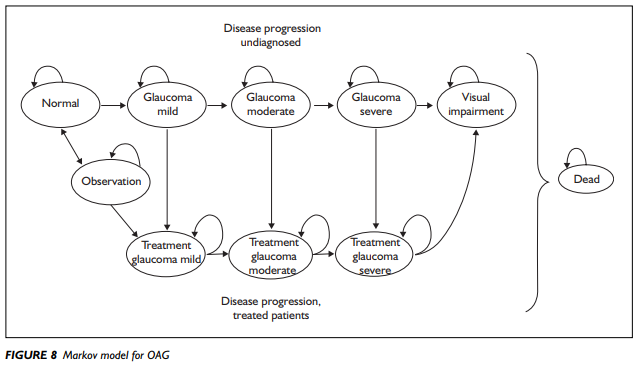 Disease progression
undiagnosed
Normal
Glaucoma
mild
Glaucoma
moderate
Glaucoma
severe
Visual
impairment
Observation
Dead
Treatment
glaucoma mild
Treatment
glaucoma
moderate
Treatment
glaucoma
severe
Disease progression,
treated patients
FIGURE 8 Markov model for OAG